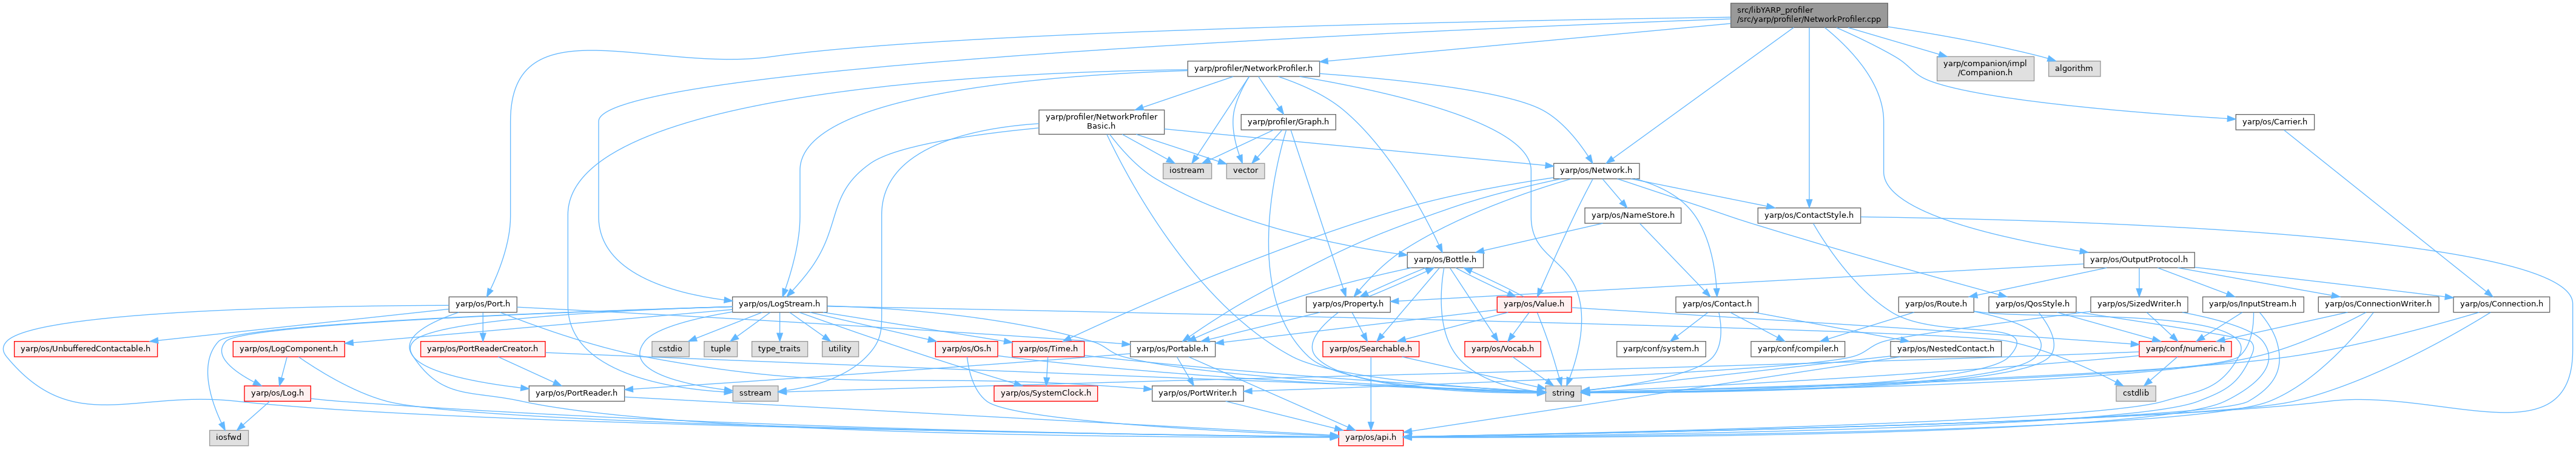 src/libYARP_profiler
/src/yarp/profiler/NetworkProfiler.cpp
yarp/profiler/NetworkProfiler.h
yarp/companion/impl
/Companion.h
algorithm
yarp/profiler/NetworkProfiler
Basic.h
yarp/profiler/Graph.h
yarp/os/Carrier.h
iostream
vector
yarp/os/Network.h
yarp/os/NameStore.h
yarp/os/ContactStyle.h
yarp/os/Bottle.h
yarp/os/OutputProtocol.h
yarp/os/Port.h
yarp/os/LogStream.h
yarp/os/Property.h
yarp/os/Value.h
yarp/os/Contact.h
yarp/os/Route.h
yarp/os/QosStyle.h
yarp/os/SizedWriter.h
yarp/os/InputStream.h
yarp/os/ConnectionWriter.h
yarp/os/Connection.h
yarp/os/UnbufferedContactable.h
yarp/os/LogComponent.h
yarp/os/PortReaderCreator.h
cstdio
tuple
type_traits
utility
yarp/os/Os.h
yarp/os/Time.h
yarp/os/Portable.h
yarp/os/Searchable.h
yarp/os/Vocab.h
yarp/conf/system.h
yarp/conf/compiler.h
yarp/os/NestedContact.h
yarp/conf/numeric.h
yarp/os/Log.h
yarp/os/PortReader.h
sstream
yarp/os/SystemClock.h
yarp/os/PortWriter.h
string
cstdlib
iosfwd
yarp/os/api.h